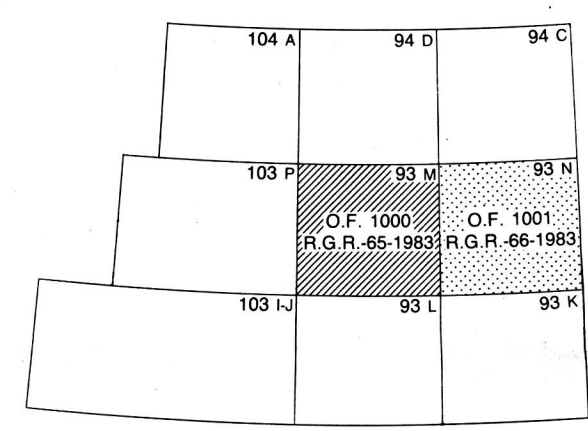 104 A
94 D
94 C
103 P
93 M
93 N
O.F. 1000
R.G.R.-65-1983
O.F. 1001
R.G.R.-66-1983
103 I-J
93 L
93 K